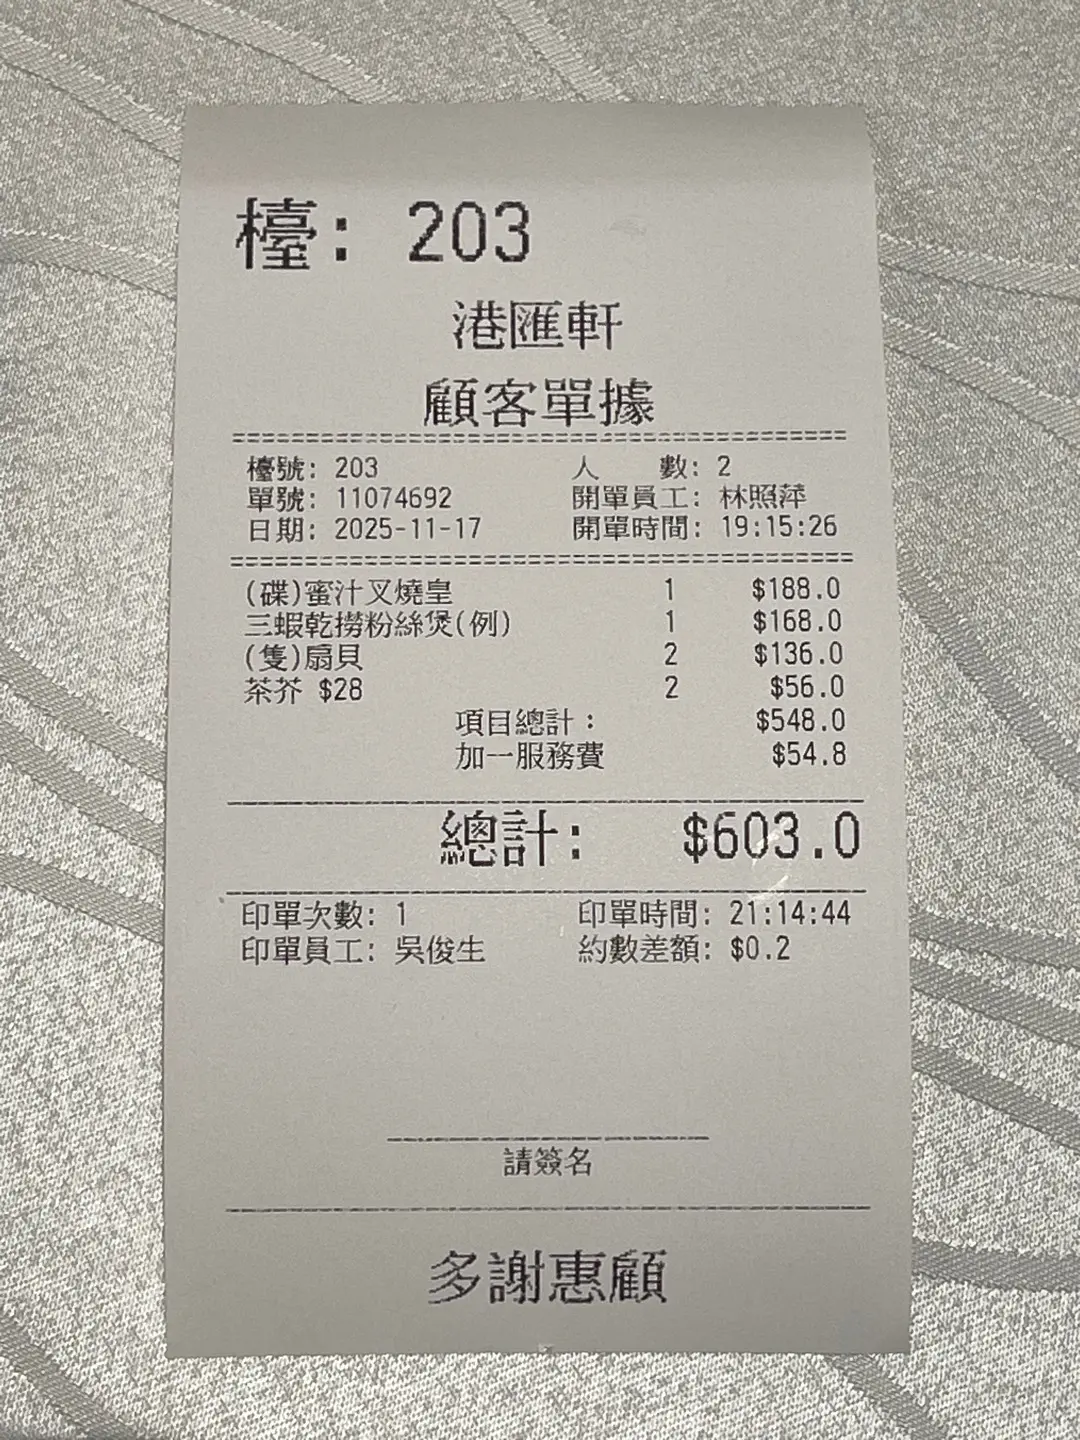 檯: 203
港匯軒
顧客單據
檯號: 203 人 數: 2
單號: 11074692 開單員工: 林照萍
日期: 2025-11-17 開單時間: 19:15:26
(碟)蜜汁叉燒皇 1 $188.0
三蝦乾撈粉絲煲(例) 1 $168.0
(隻)扇貝 2 $136.0
茶芥 $28 2 $56.0
項目總計: $548.0
加一服務費 $54.8
總計: $603.0
印單次數: 1 印單時間: 21:14:44
印單員工: 吳俊生 約數差額: $0.2
請簽名
多謝惠顧